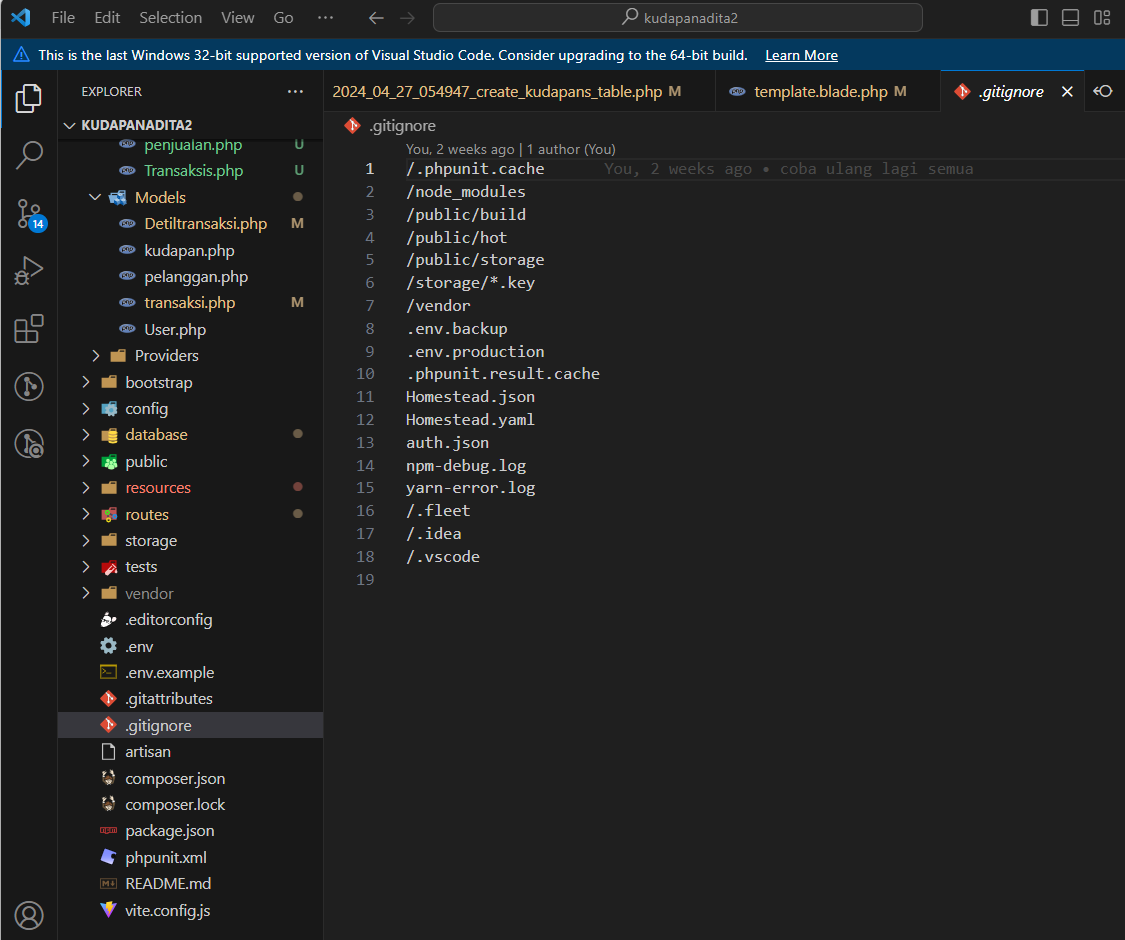 File Edit Selection View Go ··· kudapanadita2
This is the last Windows 32-bit supported version of Visual Studio Code. Consider upgrading to the 64-bit build. Learn More
EXPLORER ···
KUDAPANADITA2
penjualan.php U
Transaksis.php U
Models
Detiltransaksi.php M
kudapan.php
pelanggan.php
transaksi.php M
User.php
Providers
bootstrap
config
database
public
resources
routes
storage
tests
vendor
.editorconfig
.env
.env.example
.gitattributes
.gitignore
artisan
composer.json
composer.lock
package.json
phpunit.xml
README.md
vite.config.js
14
2024_04_27_054947_create_kudapans_table.php M template.blade.php M .gitignore
.gitignore
You, 2 weeks ago | 1 author (You)
1 /.phpunit.cache You, 2 weeks ago • coba ulang lagi semua
2 /node_modules
3 /public/build
4 /public/hot
5 /public/storage
6 /storage/*.key
7 /vendor
8 .env.backup
9 .env.production
10 .phpunit.result.cache
11 Homestead.json
12 Homestead.yaml
13 auth.json
14 npm-debug.log
15 yarn-error.log
16 /.fleet
17 /.idea
18 /.vscode
19